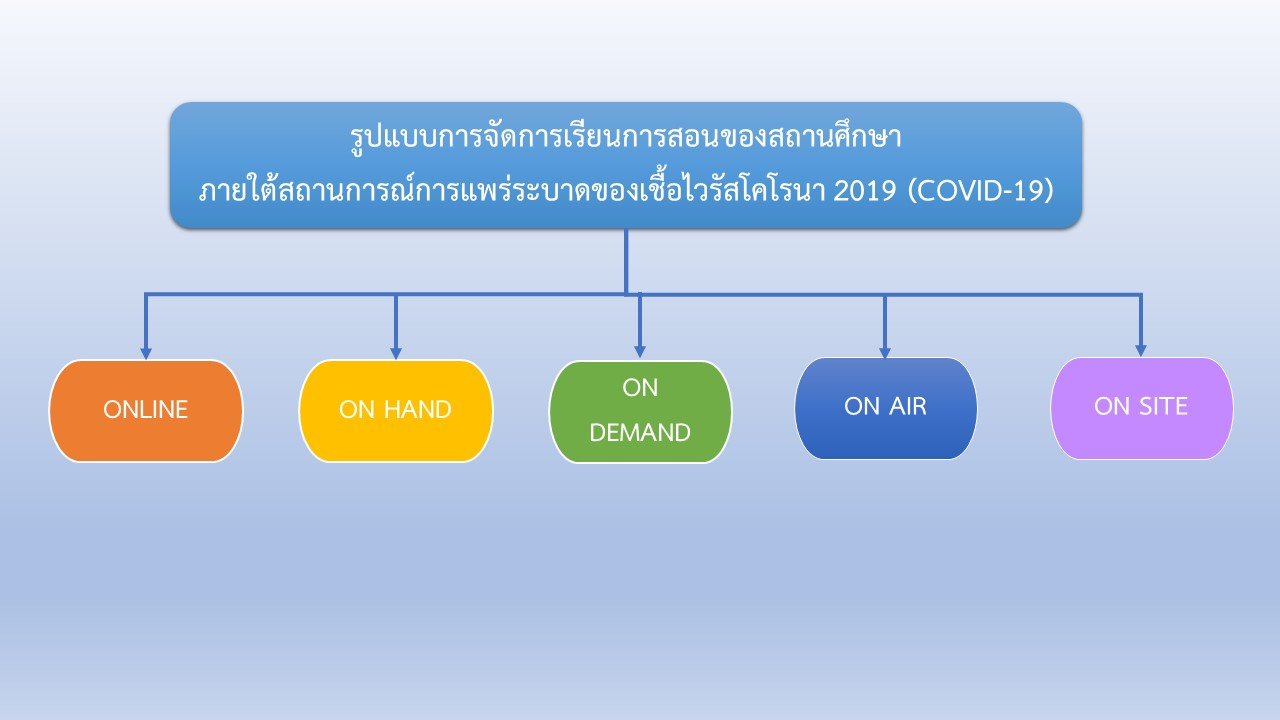 รูปแบบการจัดการเรียนการสอนของสถานศึกษา
ภายใต้สถานการณ์การแพร่ระบาดของเชื้อไวรัสโคโรนา 2019 (COVID-19)
ONLINE
ON HAND
ON
DEMAND
ON AIR
ON SITE